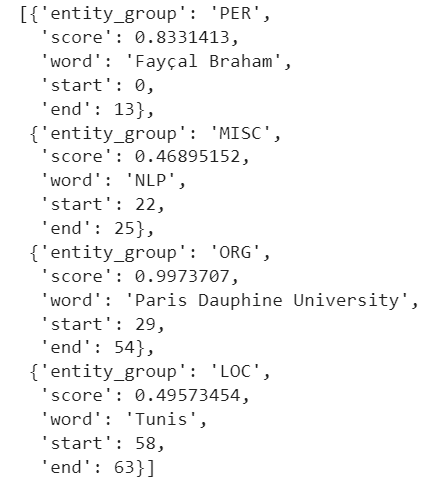 [{'entity_group': 'PER',
'score': 0.8331413,
'word': 'Fayçal Braham',
'start': 0,
'end': 13},
{'entity_group': 'MISC',
'score': 0.46895152,
'word': 'NLP',
'start': 22,
'end': 25},
{'entity_group': 'ORG',
'score': 0.9973707,
'word': 'Paris Dauphine University',
'start': 29,
'end': 54},
{'entity_group': 'LOC',
'score': 0.49573454,
'word': 'Tunis',
'start': 58,
'end': 63}]